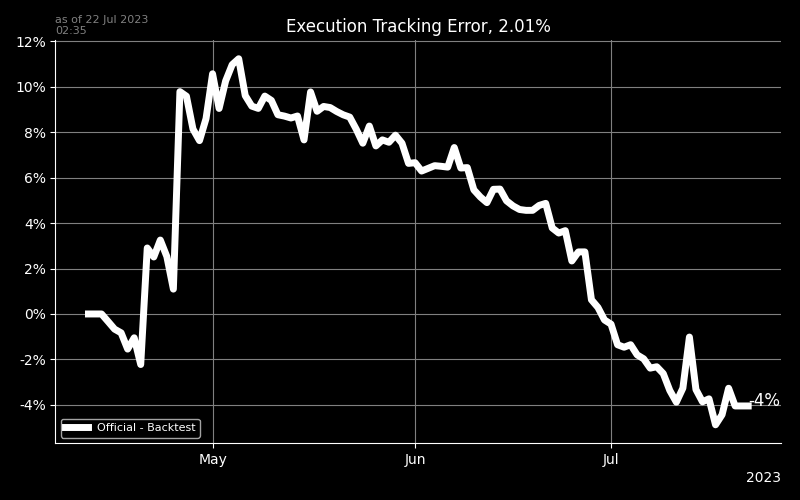 as of 22 Jul 2023
02:35
Execution Tracking Error, 2.01%
12%
10%
8%
6%
4%
2%
0%
-2%
-4%
-4%
Official - Backtest
May
Jun
Jul
2023